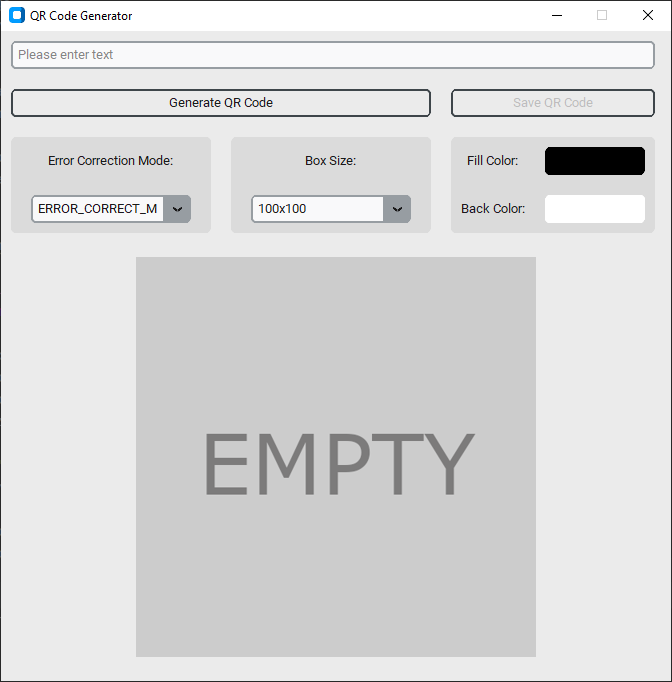 QR Code Generator
Please enter text
Generate QR Code
Save QR Code
Error Correction Mode:
Box Size:
Fill Color:
ERROR_CORRECT_M
100x100
Back Color:
EMPTY